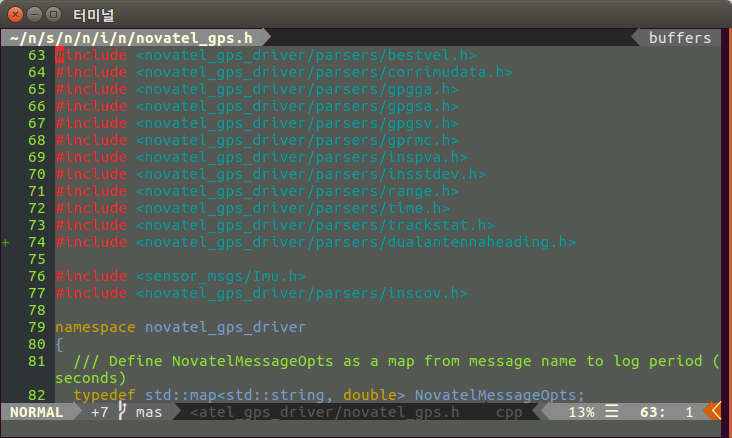 터미널
~/n/s/n/n/i/n/novatel_gps.h buffers
63 #include <novatel_gps_driver/parsers/bestvel.h>
64 #include <novatel_gps_driver/parsers/corrimudata.h>
65 #include <novatel_gps_driver/parsers/gpgga.h>
66 #include <novatel_gps_driver/parsers/gpgsa.h>
67 #include <novatel_gps_driver/parsers/gpgsv.h>
68 #include <novatel_gps_driver/parsers/gprmc.h>
69 #include <novatel_gps_driver/parsers/inspva.h>
70 #include <novatel_gps_driver/parsers/insstdev.h>
71 #include <novatel_gps_driver/parsers/range.h>
72 #include <novatel_gps_driver/parsers/time.h>
73 #include <novatel_gps_driver/parsers/trackstat.h>
+ 74 #include <novatel_gps_driver/parsers/dualantennaheading.h>
75
76 #include <sensor_msgs/Imu.h>
77 #include <novatel_gps_driver/parsers/inscov.h>
78
79 namespace novatel_gps_driver
80 {
81 /// Define NovatelMessageOpts as a map from message name to log period (
seconds)
82 typedef std::map<std::string, double> NovatelMessageOpts;
NORMAL +7 mas <atel_gps_driver/novatel_gps.h cpp 13% ☰ 63: 1